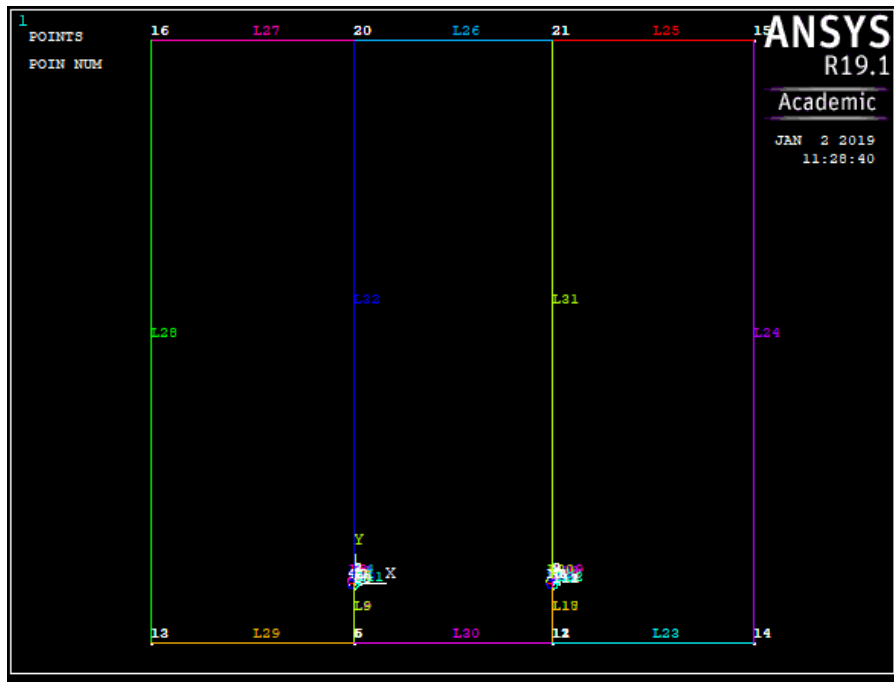 1
POINTS
POIN NUM
16 L27 20 L26 21 L25 15
ANSYS
R19.1
Academic
JAN 2 2019
11:28:40
L32 L31
L28 L24
Y
X
L9 L18
13 L29 6 L30 12 L23 14